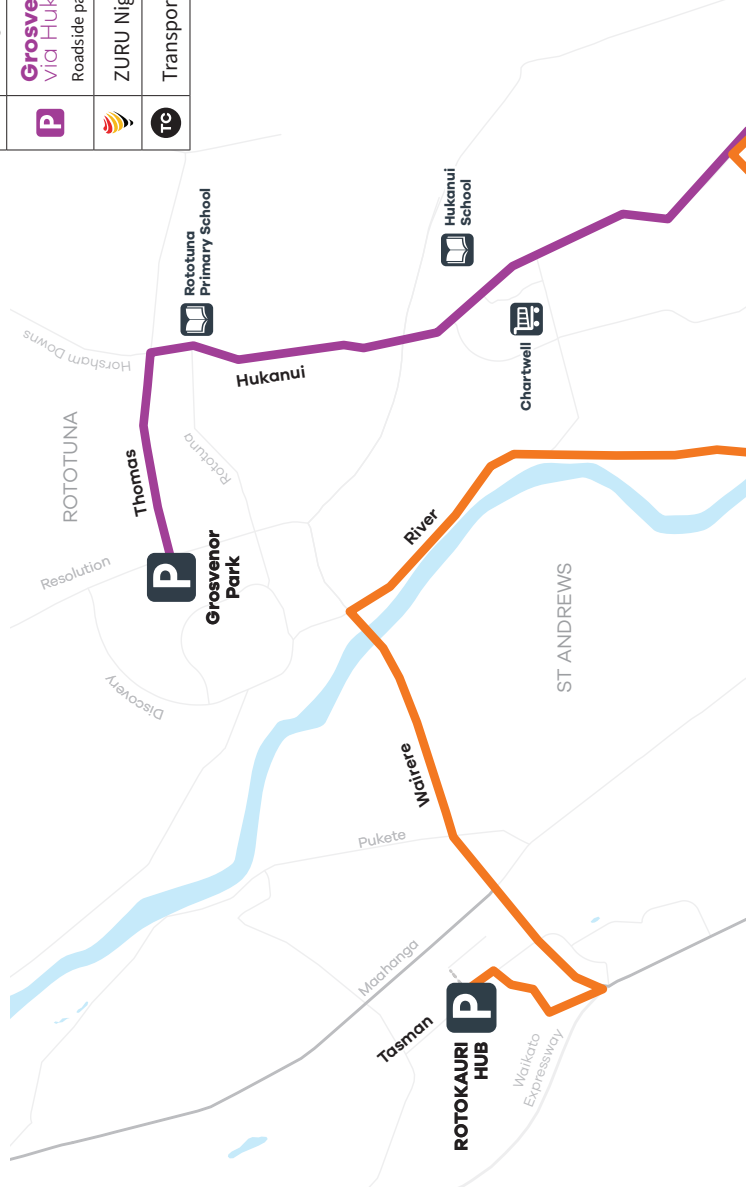 Grosve
via Huk
Roadside pa
P
ZURU Nig
TC
Transpor
Rototuna
Primary School
Hukanui
School
Horsham Downs
ROTOTUNA
Hukanui
Chartwell
Rototuna
Thomas
Resolution
P
Grosvenor
Park
River
Discovery
ST ANDREWS
Wairere
Pukete
Maahanga
Tasman
P
ROTOKAURI
HUB
Waikato
Expressway